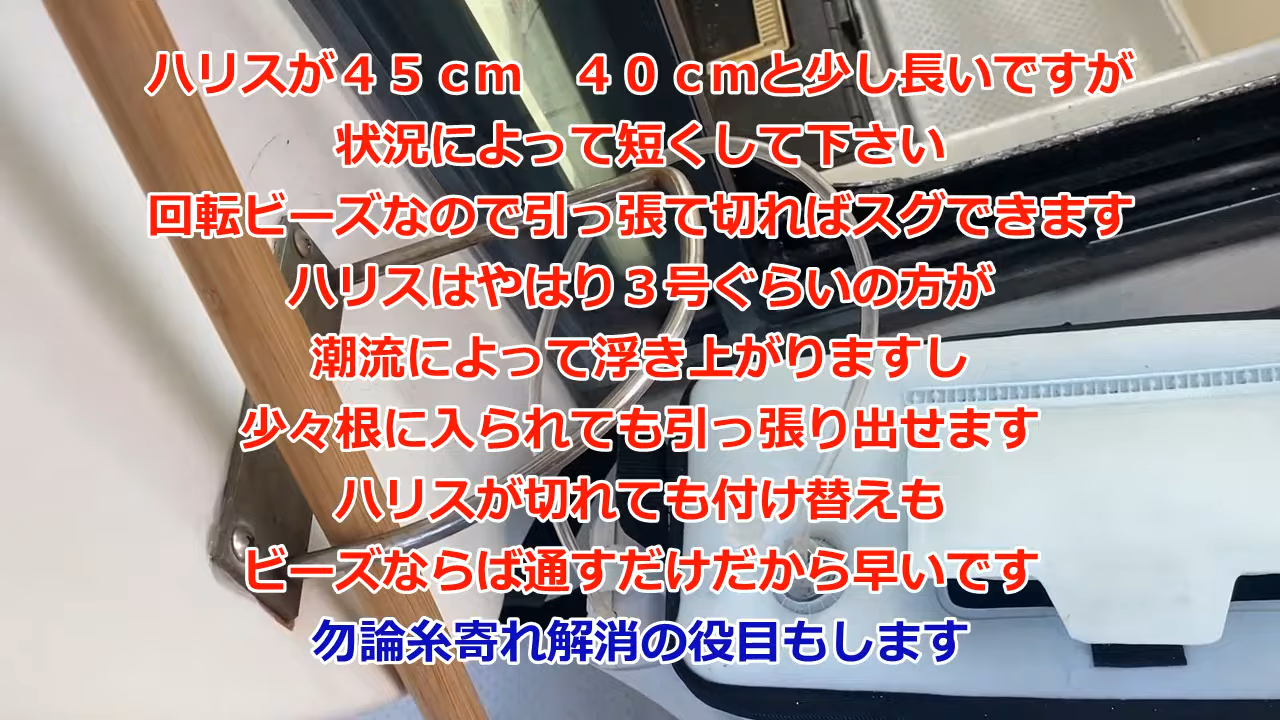 ハリスが４５ｃｍ　４０ｃｍと少し長いですが
状況によって短くして下さい
回転ビーズなので引っ張て切ればスグできます
ハリスはやはり３号ぐらいの方が
潮流によって浮き上がりますし
少々根に入られても引っ張り出せます
ハリスが切れても付け替えも
ビーズならば通すだけだから早いです
勿論糸寄れ解消の役目もします